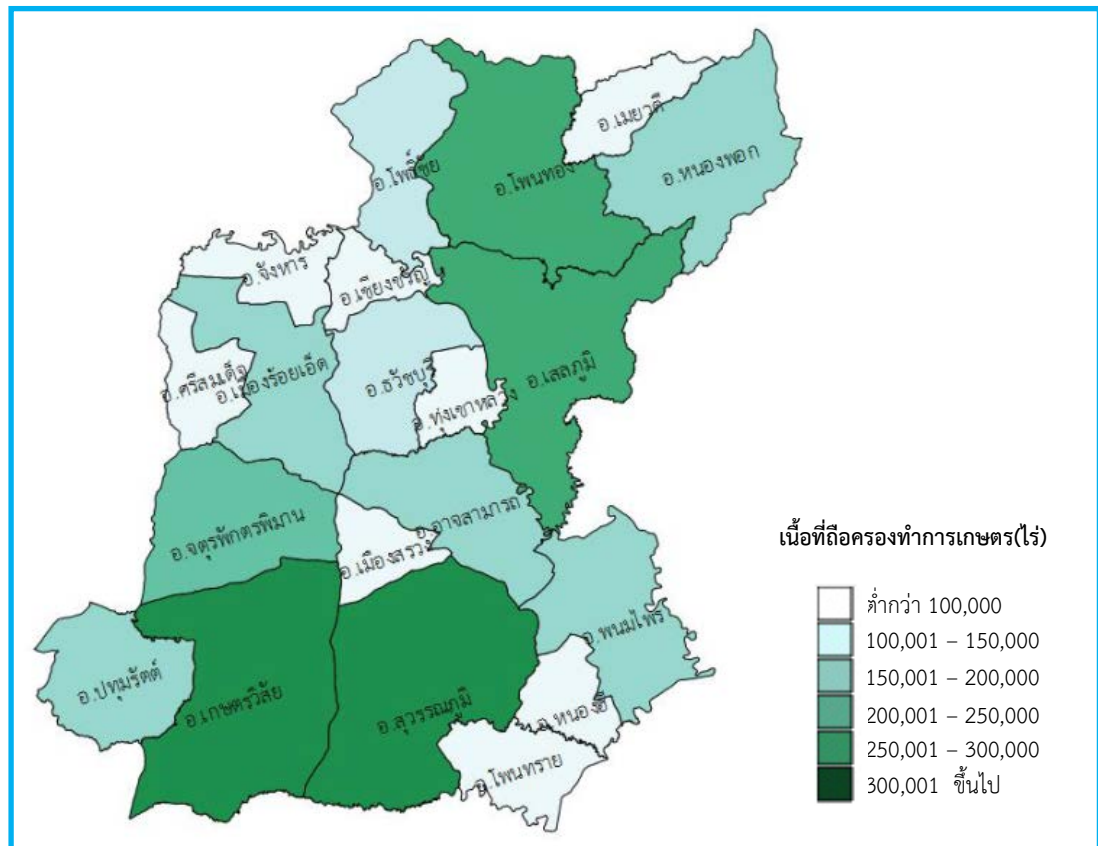 อ.เมยวดี
อ.หนองพอก
อ.โพนทอง
อ.โพธิ์ชัย
อ.จังหาร
อ.เชียงขวัญ
อ.ศรีสมเด็จ
อ.เมืองร้อยเอ็ด
อ.ธวัชบุรี
อ.ทุ่งเขาหลวง
อ.เสลภูมิ
อ.จตุรพักตรพิมาน
อ.เมืองสรวง
อ.อาจสามารถ
อ.พนมไพร
อ.ปทุมรัตต์
อ.เกษตรวิสัย
อ.สุวรรณภูมิ
อ.หนองฮี
อ.โพนทราย
เนื้อที่ถือครองทำการเกษตร(ไร่)
ต่ำกว่า 100,000
100,001 – 150,000
150,001 – 200,000
200,001 – 250,000
250,001 – 300,000
300,001 ขึ้นไป